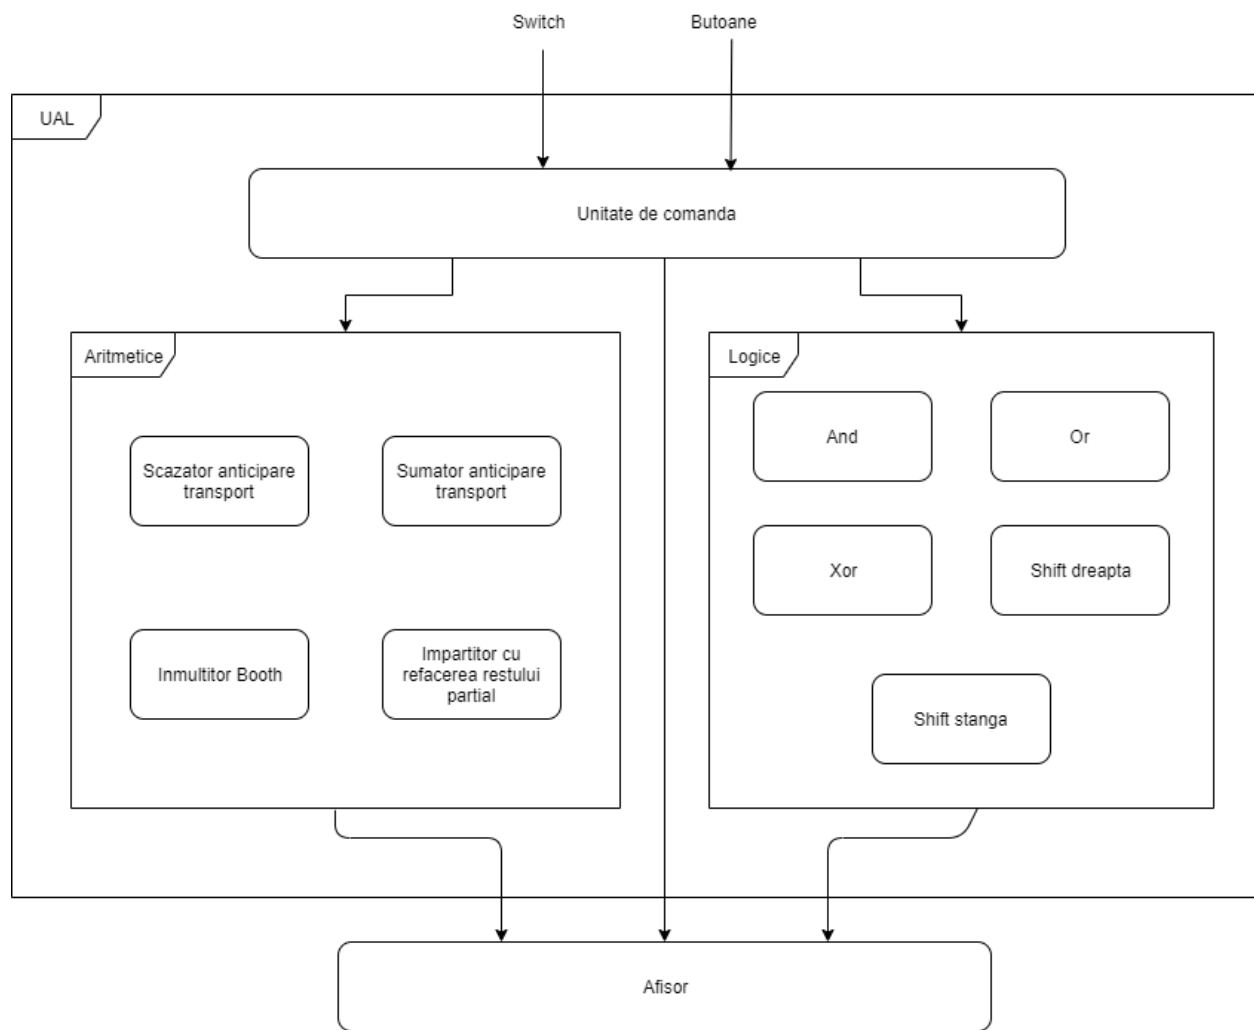 Switch
Butoane
UAL
Unitate de comanda
Aritmetice
Logice
And
Or
Scazator anticipare
transport
Sumator anticipare
transport
Xor
Shift dreapta
Inmultitor Booth
Impartitor cu
refacerea restului
partial
Shift stanga
Afisor